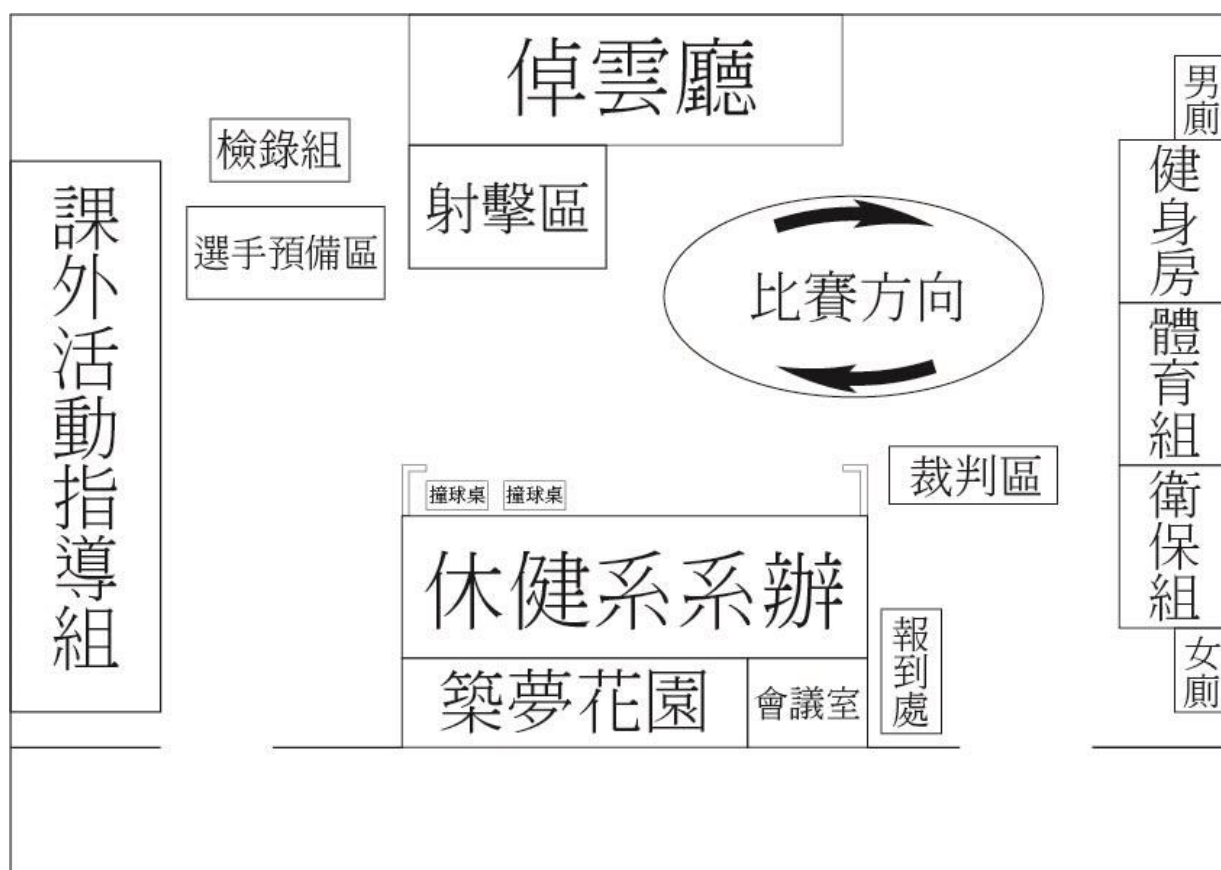 倬雲廳
男廁
檢錄組
射擊區
健身房
課外活動指導組
選手預備區
比賽方向
體育組
裁判區
衛保組
撞球桌
撞球桌
休健系系辦
報到處
築夢花園
會議室
女廁